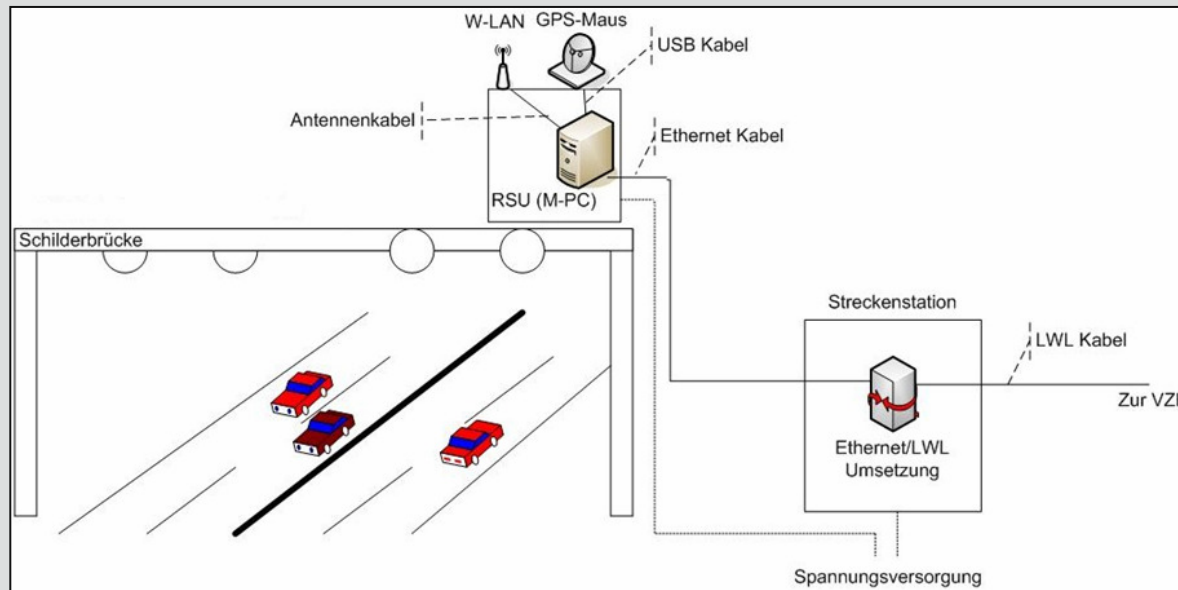 W-LAN
GPS-Maus
USB Kabel
Antennenkabel
Ethernet Kabel
RSU (M-PC)
Schilderbrücke
Streckenstation
LWL Kabel
Zur
Ethernet/LWL
Umsetzung
Spannungsversorgung